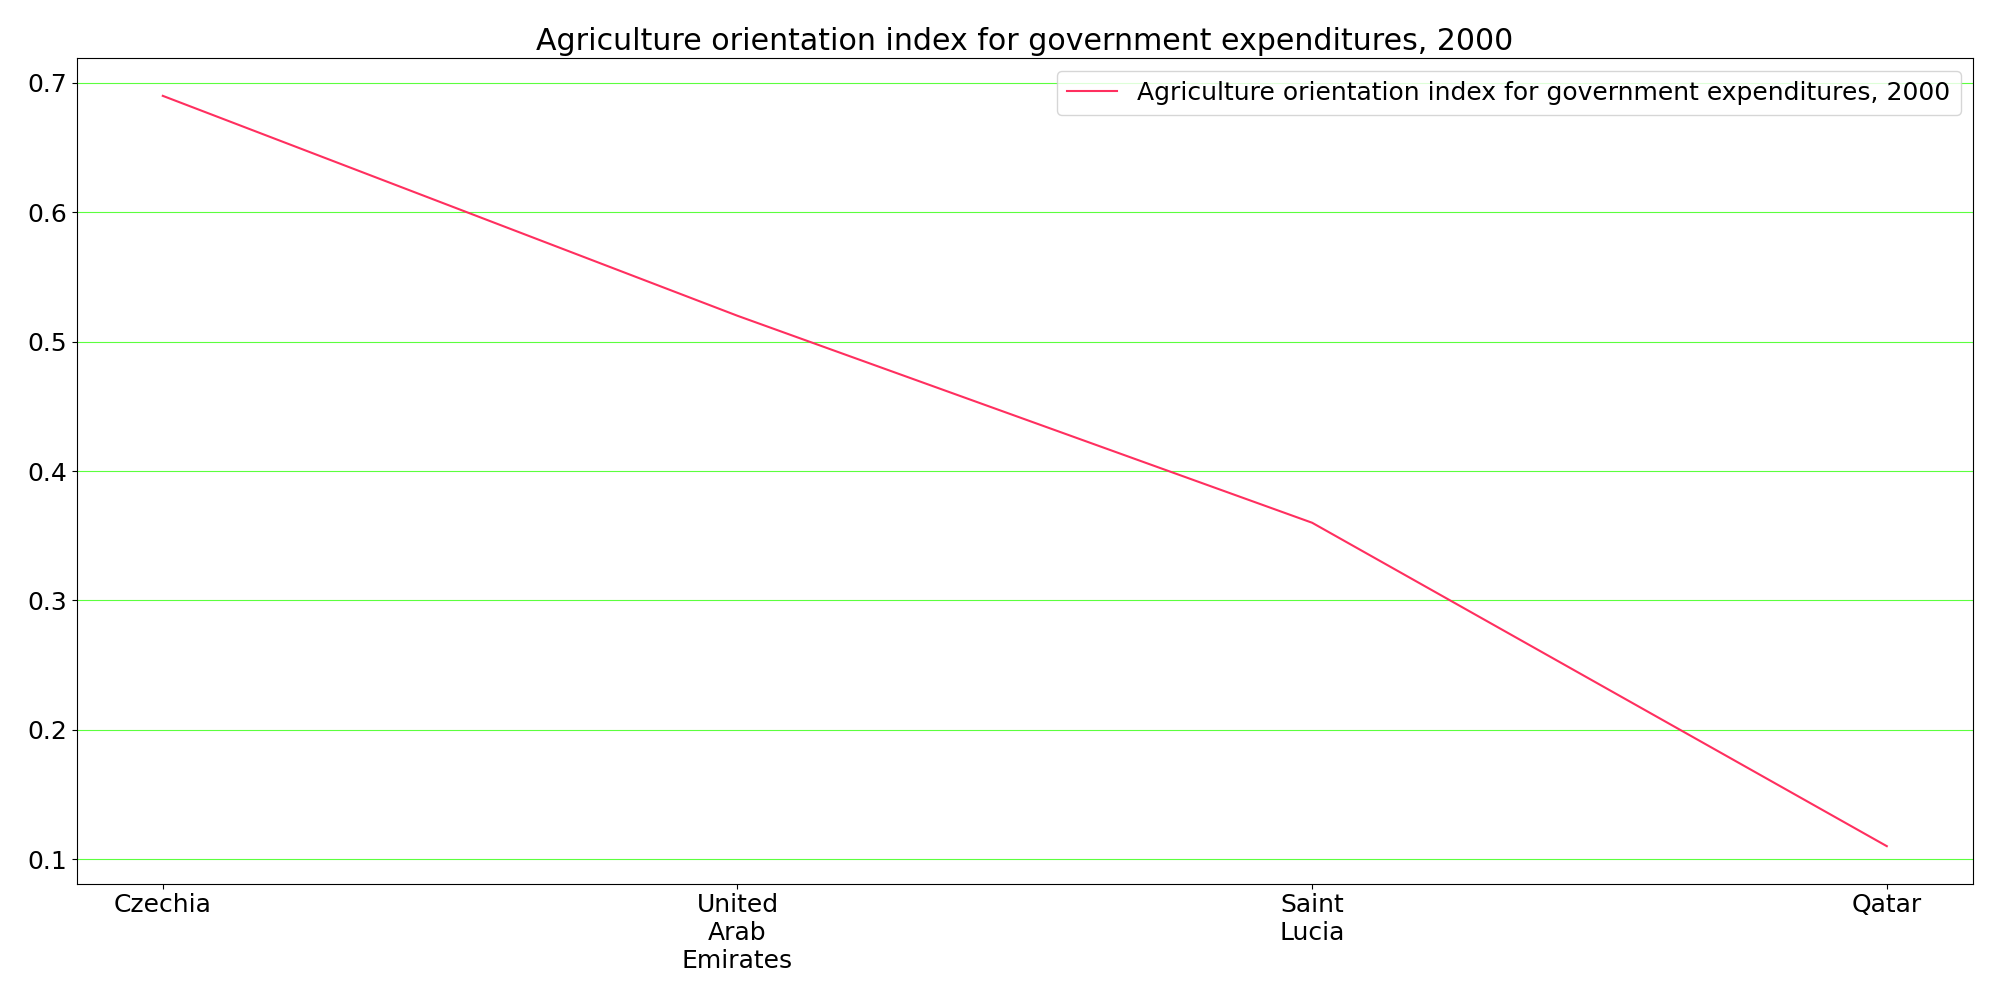 Agriculture orientation index for government expenditures, 2000
Agriculture orientation index for government expenditures, 2000
0.7
0.6
0.5
0.4
0.3
0.2
0.1
Czechia
United
Arab
Emirates
Saint
Lucia
Qatar